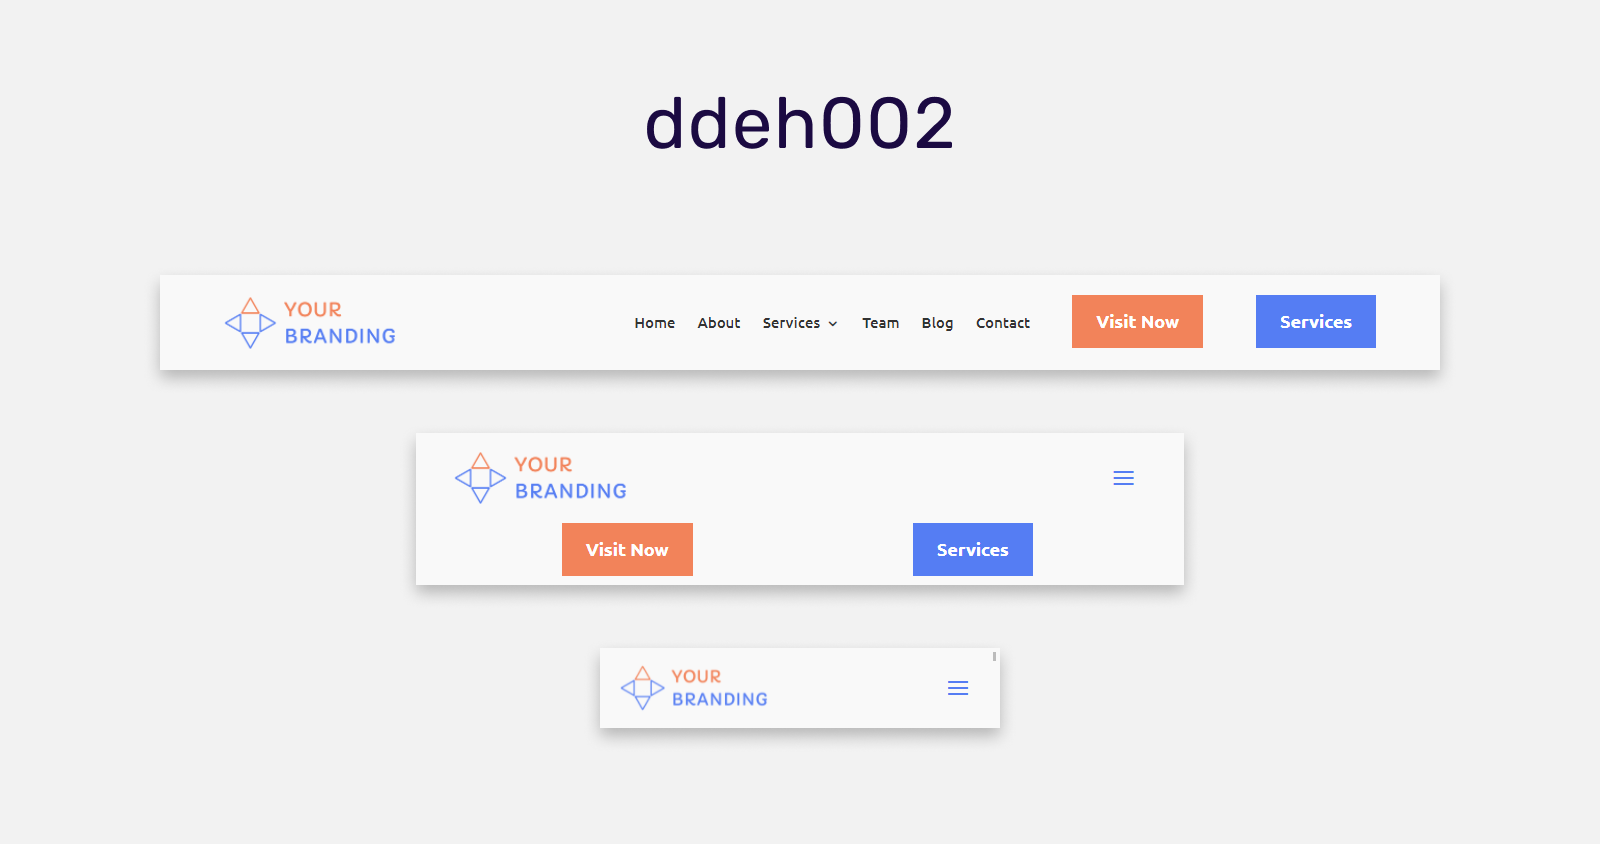 ddeh002
YOUR
BRANDING
Home About Services Team Blog Contact Visit Now Services
YOUR
BRANDING
Visit Now Services
YOUR
BRANDING